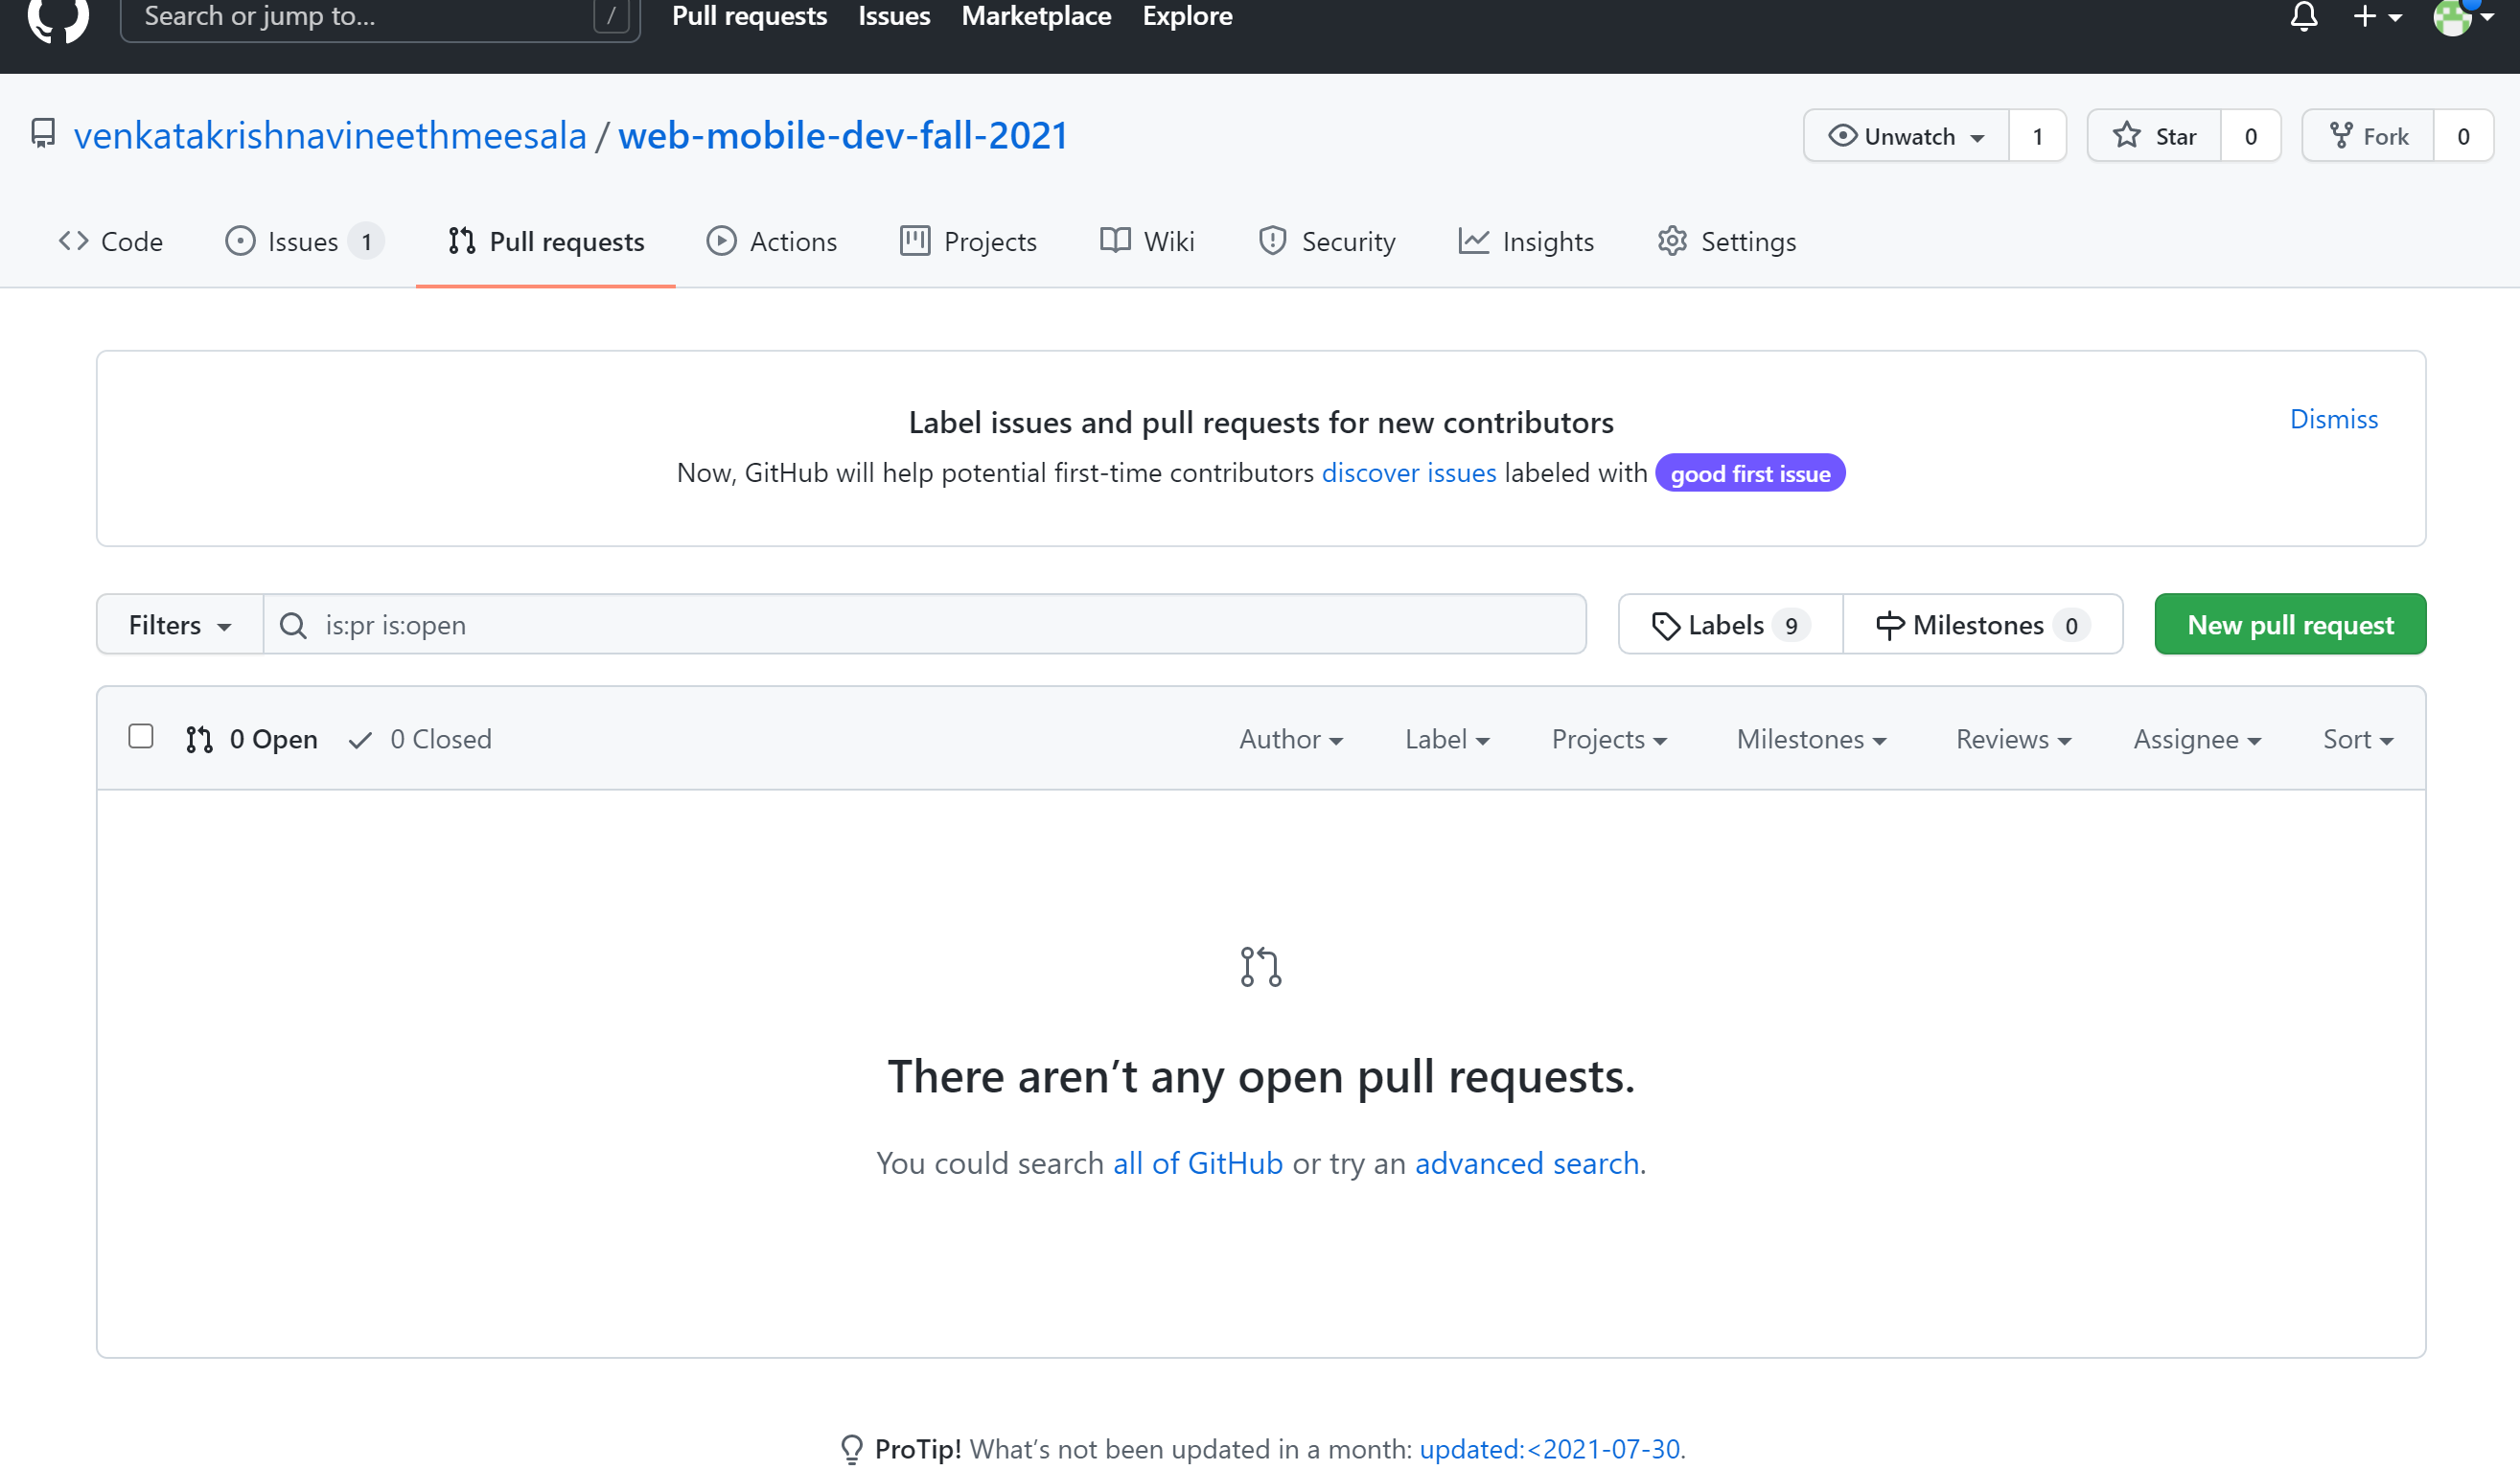 Search or jump to... /
Pull requests Issues Marketplace Explore
venkatakrishnavineethmeesala / web-mobile-dev-fall-2021
Unwatch 1 Star 0 Fork 0
Code Issues 1 Pull requests Actions Projects Wiki Security Insights Settings
Label issues and pull requests for new contributors
Dismiss
Now, GitHub will help potential first-time contributors discover issues labeled with good first issue
Filters is:pr is:open Labels 9 Milestones 0 New pull request
0 Open 0 Closed Author Label Projects Milestones Reviews Assignee Sort
There aren’t any open pull requests.
You could search all of GitHub or try an advanced search.
ProTip! What’s not been updated in a month: updated:<2021-07-30.